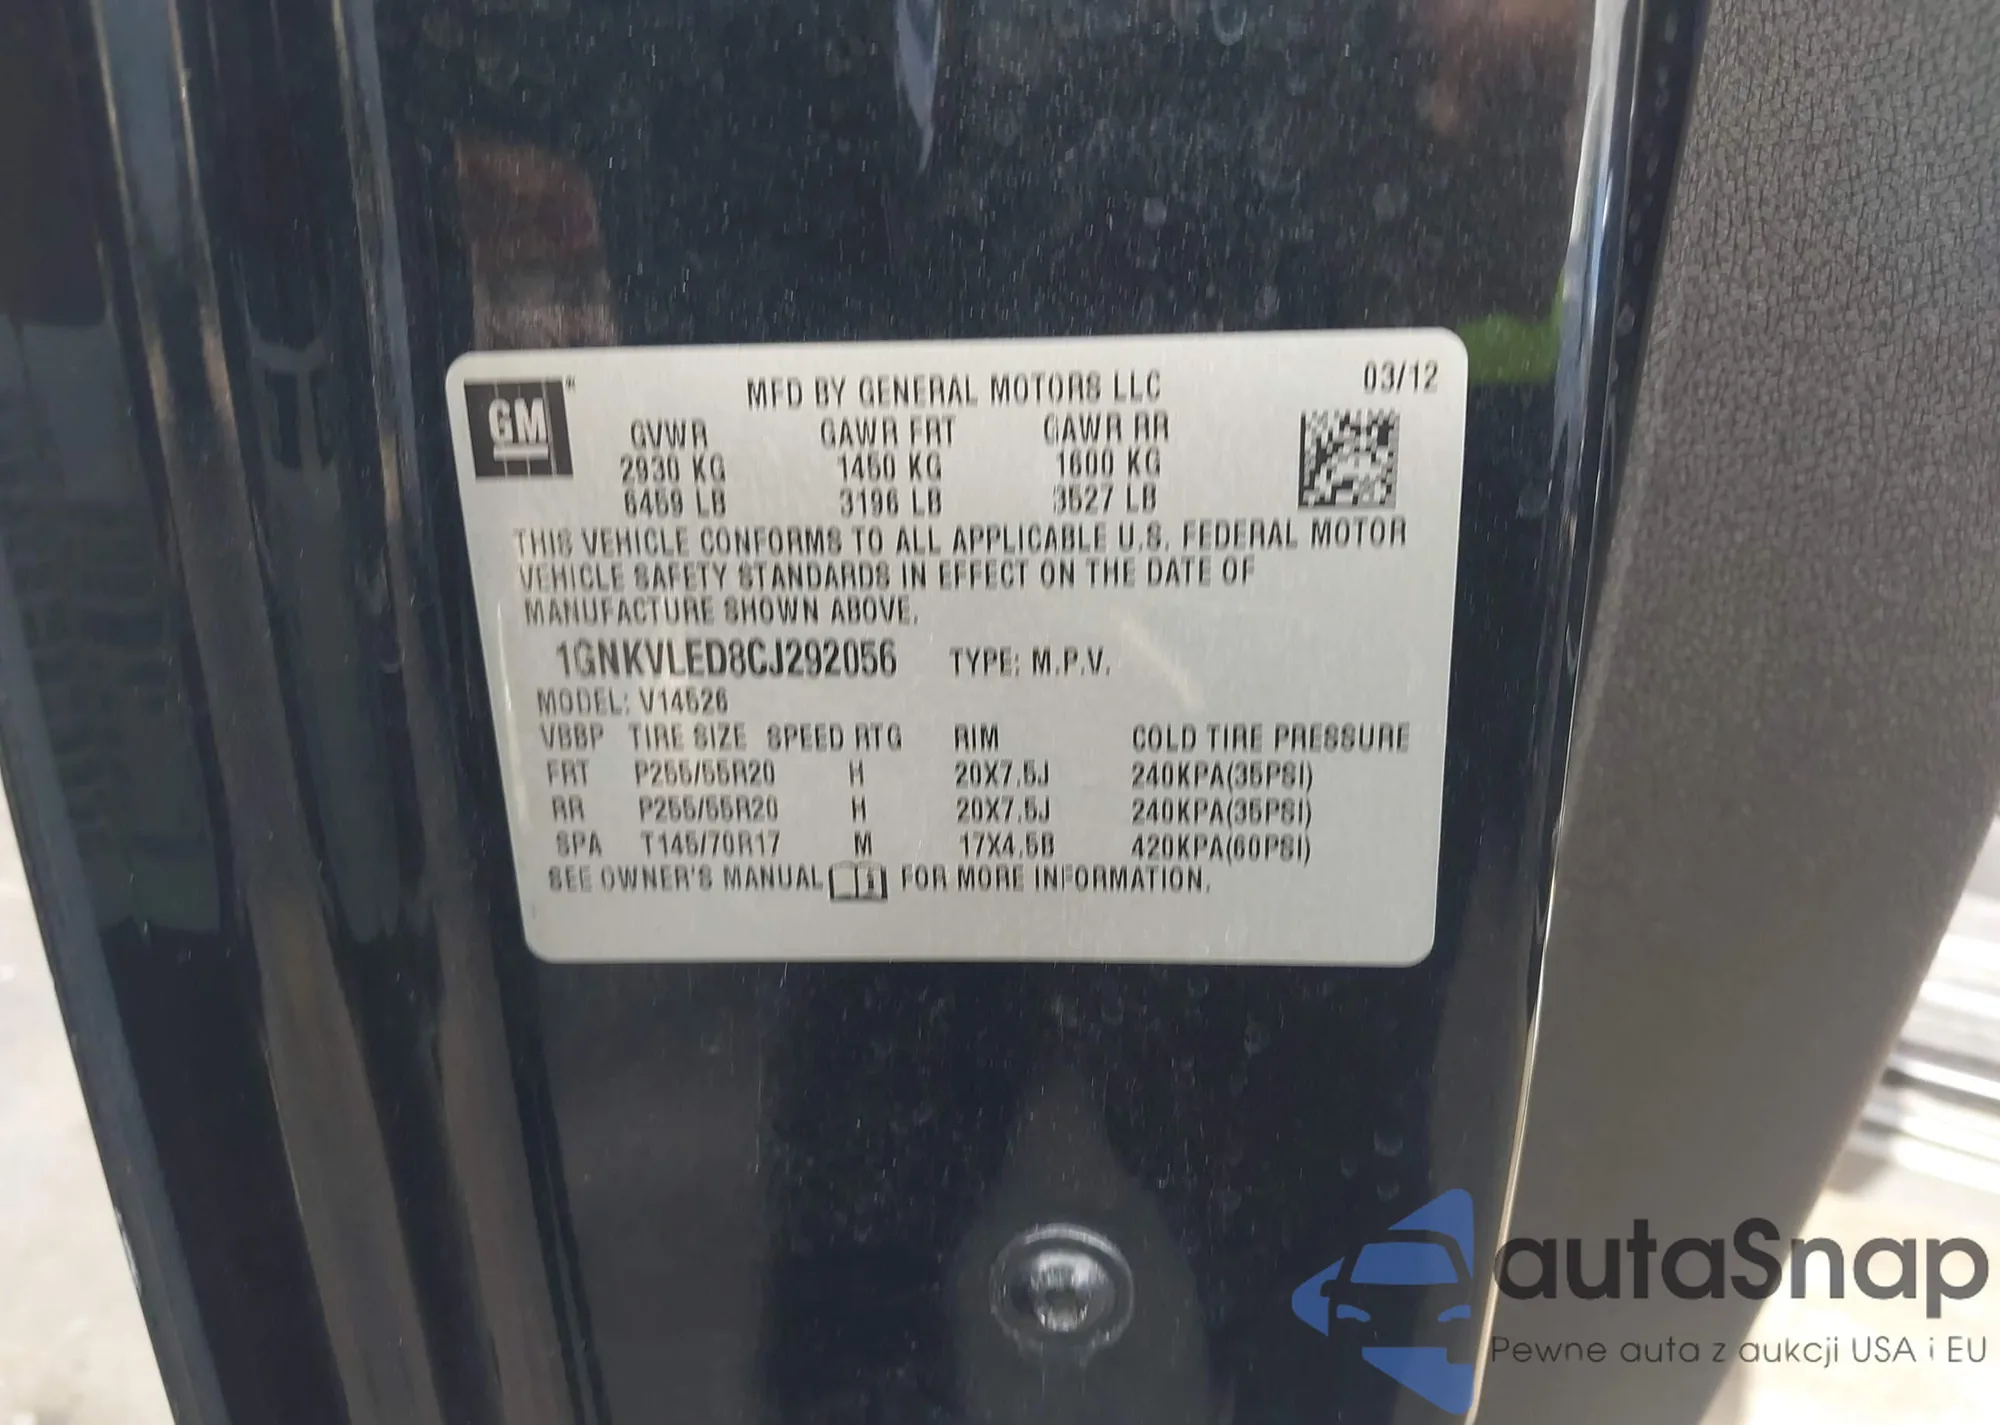 GM
MFD BY GENERAL MOTORS LLC 03/12
GVWR GAWR FRT GAWR RR
2930 KG 1450 KG 1600 KG
6459 LB 3196 LB 3527 LB
THIS VEHICLE CONFORMS TO ALL APPLICABLE U.S. FEDERAL MOTOR
VEHICLE SAFETY STANDARDS IN EFFECT ON THE DATE OF
MANUFACTURE SHOWN ABOVE.
1GNKVLED8CJ292056 TYPE: M.P.V.
MODEL: V14526
VBBP TIRE SIZE SPEED RTG RIM COLD TIRE PRESSURE
FRT P255/55R20 H 20X7.5J 240KPA(35PSI)
RR P255/55R20 H 20X7.5J 240KPA(35PSI)
SPA T145/70R17 M 17X4.5B 420KPA(60PSI)
SEE OWNER'S MANUAL FOR MORE INFORMATION.
autaSnap
Pewne auta z aukcji USA i EU